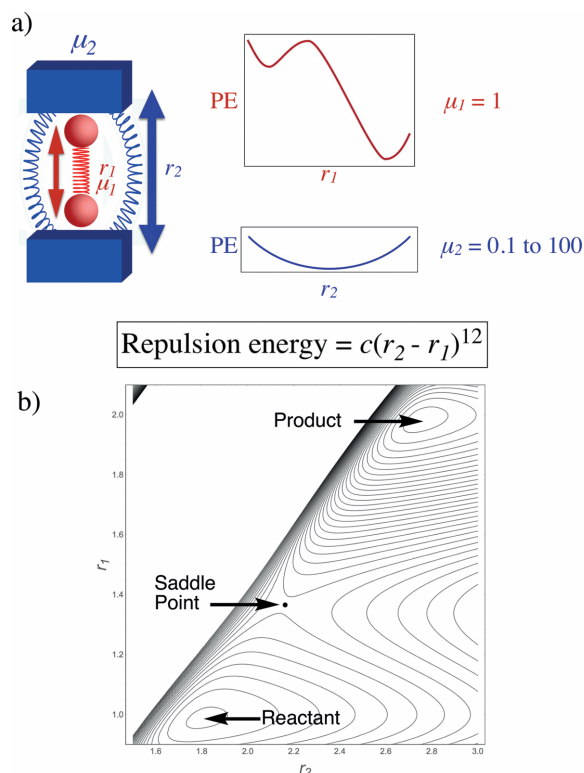 a)
μ2
r1
μ1
r2
PE
r1
μ1 = 1
PE
r2
μ2 = 0.1 to 100
Repulsion energy = c(r2 - r1)^12
b)
Product
Saddle
Point
Reactant
r1
2.0
1.8
1.6
1.4
1.2
1.0
1.6 1.8 2.0 2.2 2.4 2.6 2.8 3.0
r2